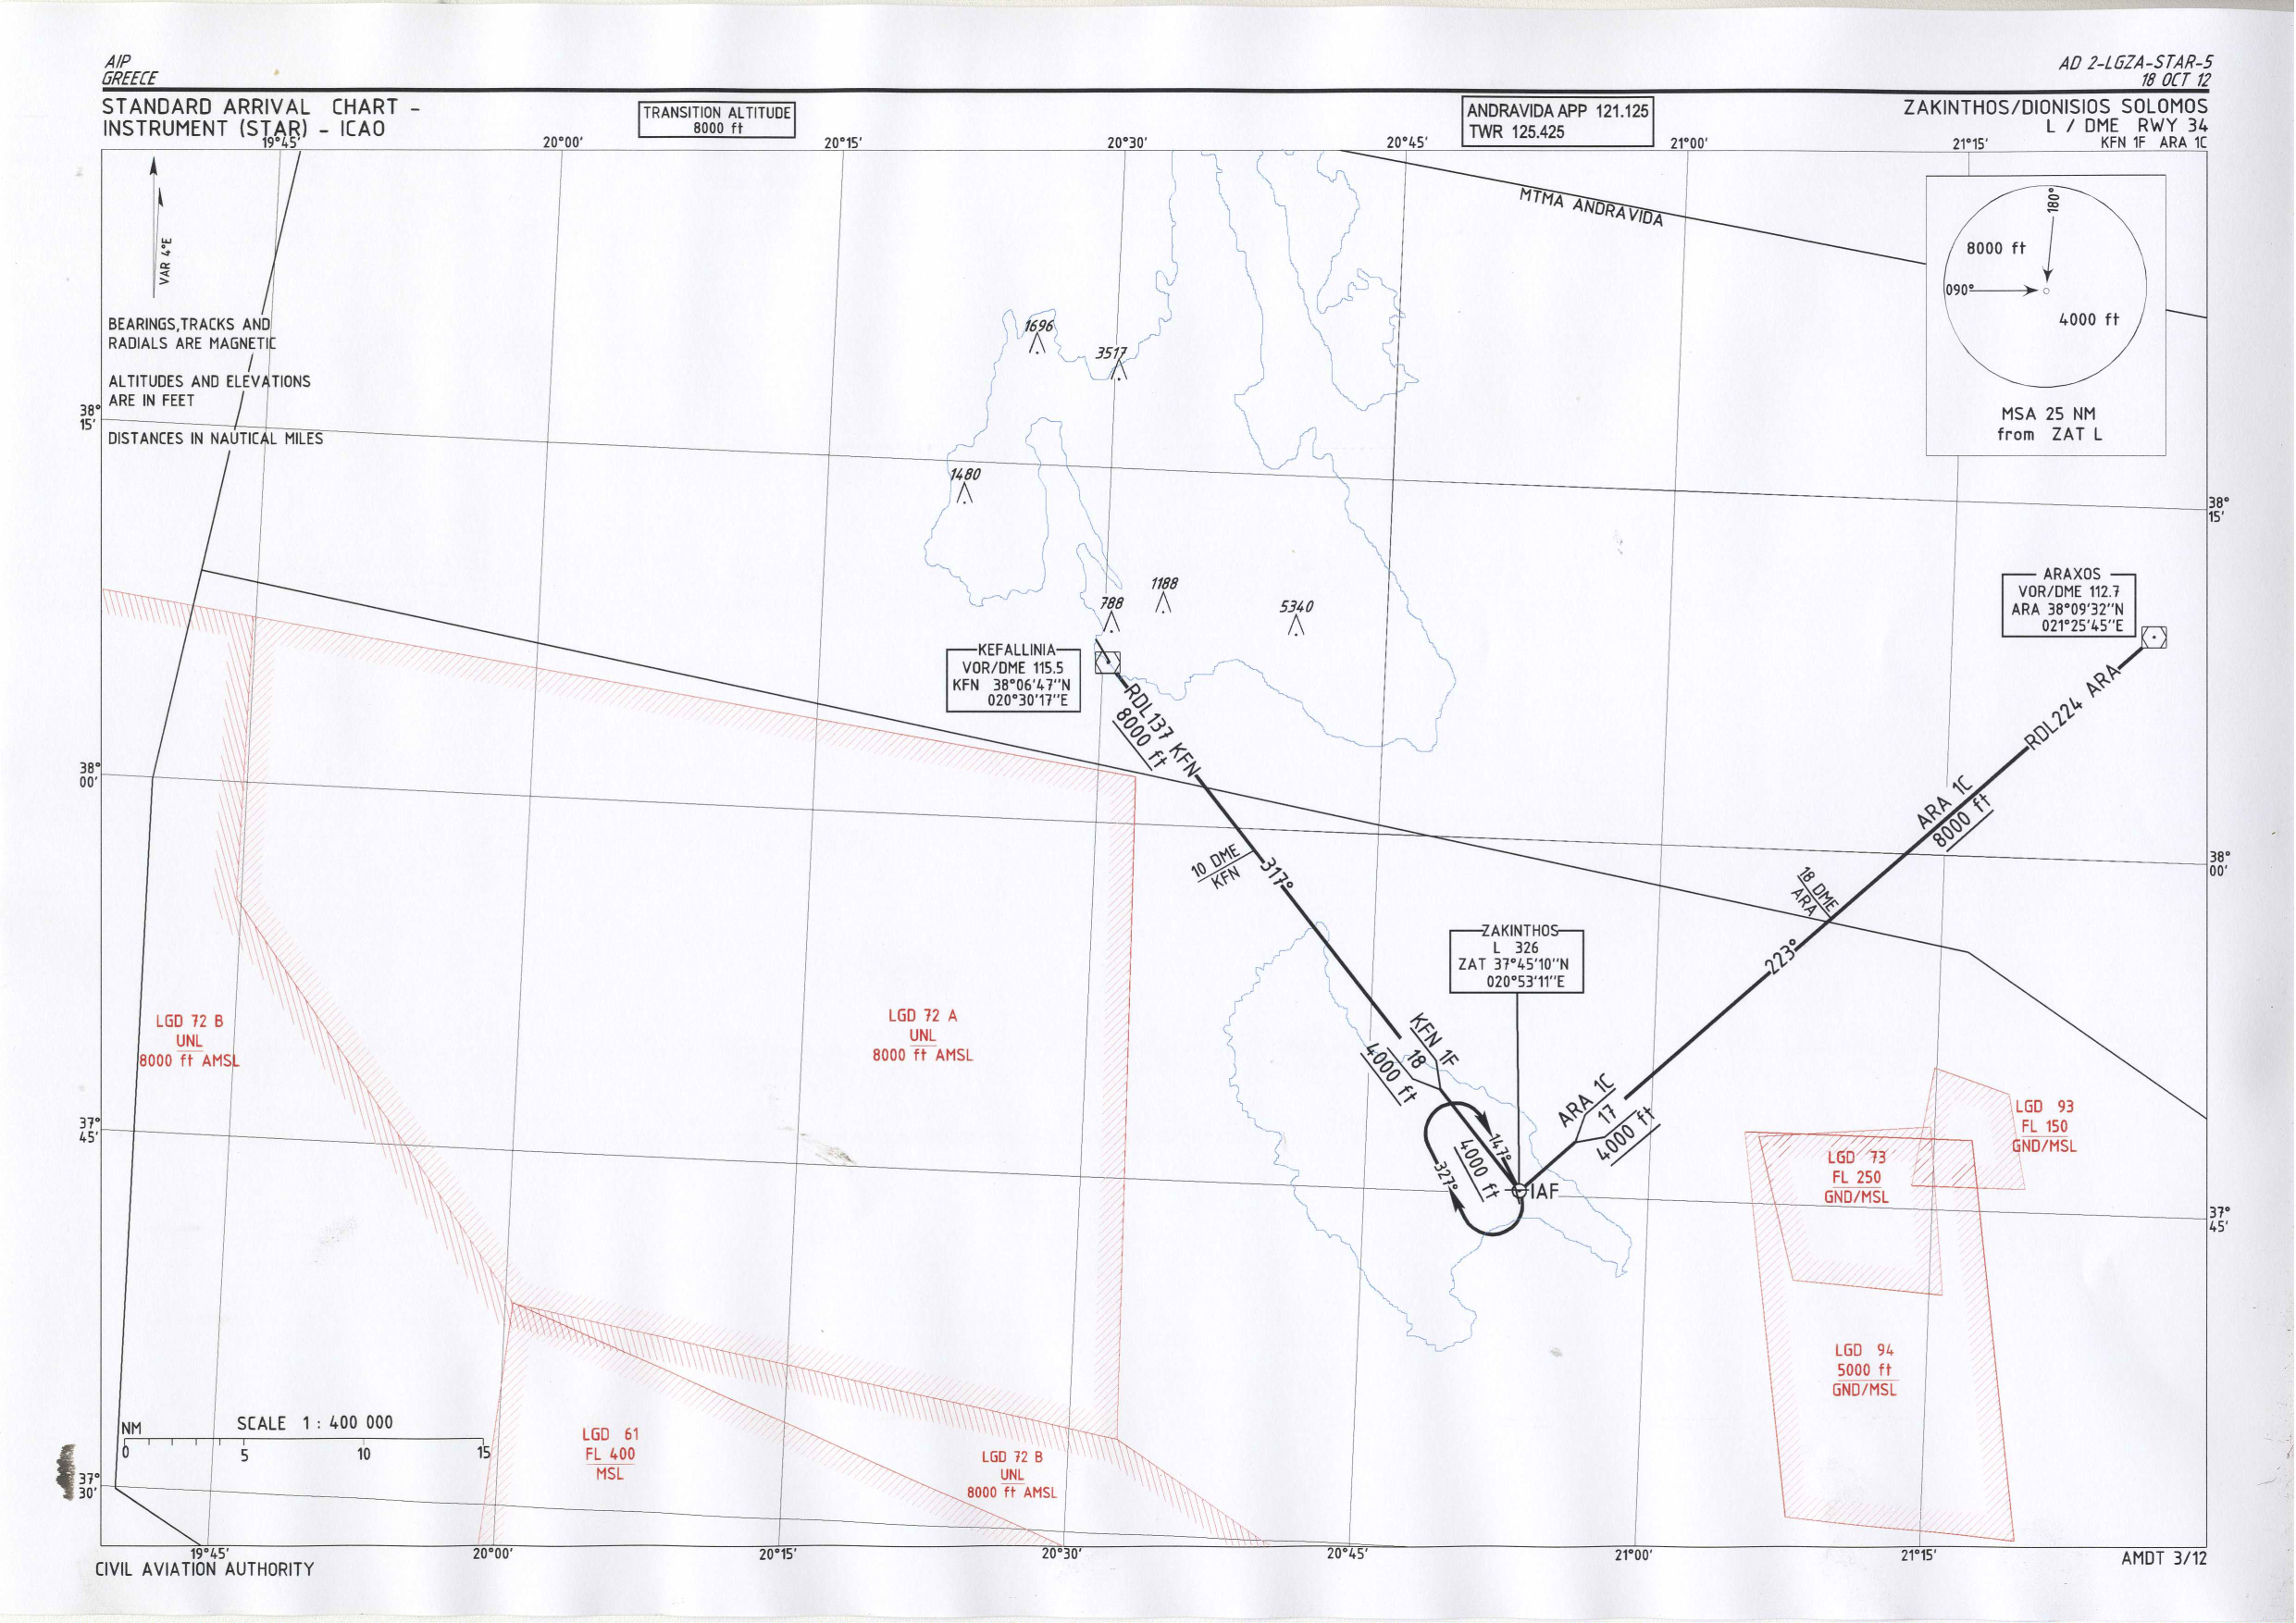 AIP
GREECE
AD 2-LGZA-STAR-5
18 OCT 12
STANDARD ARRIVAL CHART -
INSTRUMENT (STAR) - ICAO
TRANSITION ALTITUDE
8000 ft
ANDRAVIDA APP 121.125
TWR 125.425
ZAKINTHOS/DIONISIOS SOLOMOS
L / DME RWY 34
KFN 1F ARA 1C
19°45'
20°00'
20°15'
20°30'
20°45'
21°00'
21°15'
VAR 4°E
BEARINGS,TRACKS AND
RADIALS ARE MAGNETIC
ALTITUDES AND ELEVATIONS
ARE IN FEET
DISTANCES IN NAUTICAL MILES
MTMA ANDRAVIDA
180°
8000 ft
090°
4000 ft
MSA 25 NM
from ZAT L
1696
3517
38°
15'
1480
38°
15'
788
1188
5340
ARAXOS
VOR/DME 112.7
ARA 38°09'32''N
021°25'45''E
KEFALLINIA
VOR/DME 115.5
KFN 38°06'47''N
020°30'17''E
RDL137 KFN
8000 ft
RDL224 ARA
ARA 1C
8000 ft
38°
00'
38°
00'
10 DME
KFN
317°
18 DME
ARA
223°
ZAKINTHOS
L 326
ZAT 37°45'10''N
020°53'11''E
LGD 72 B
UNL
8000 ft AMSL
LGD 72 A
UNL
8000 ft AMSL
KFN 1F
18
4000 ft
ARA 1C
17
4000 ft
147°
4000 ft
327°
IAF
37°
45'
LGD 93
FL 150
GND/MSL
LGD 73
FL 250
GND/MSL
37°
45'
LGD 94
5000 ft
GND/MSL
NM
SCALE 1 : 400 000
0
5
10
15
LGD 61
FL 400
MSL
LGD 72 B
UNL
8000 ft AMSL
37°
30'
19°45'
20°00'
20°15'
20°30'
20°45'
21°00'
21°15'
CIVIL AVIATION AUTHORITY
AMDT 3/12